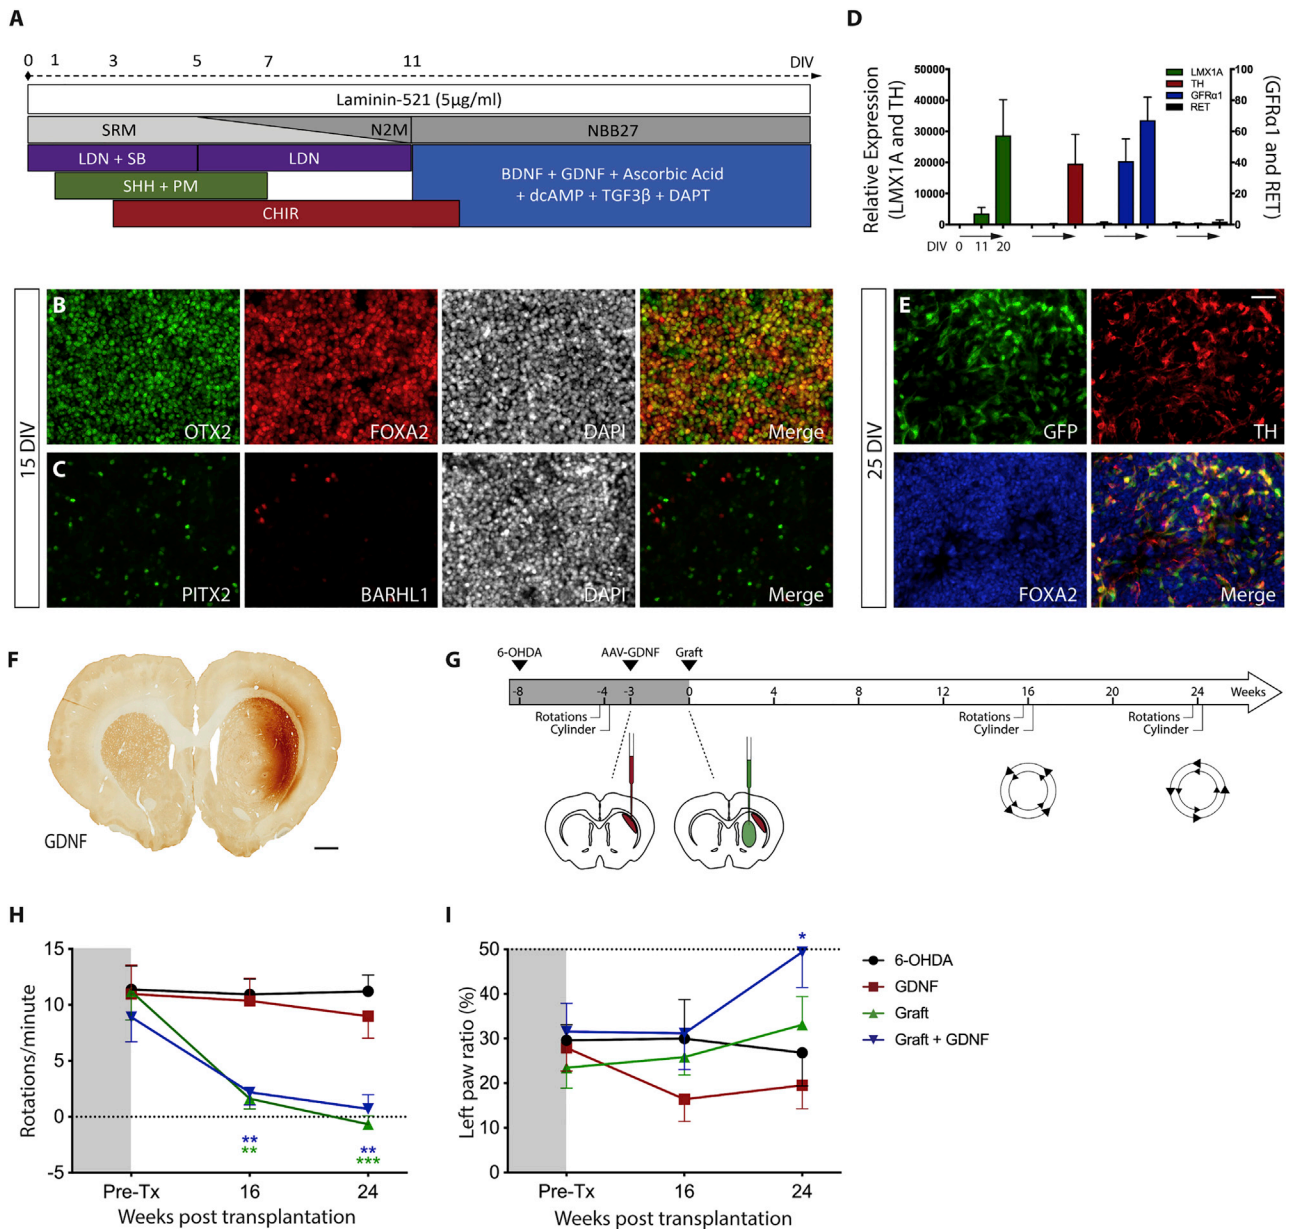 A
0 1 3 5 7 11 DIV
Laminin-521 (5μg/ml)
SRM N2M NBB27
LDN + SB LDN
SHH + PM
CHIR
BDNF + GDNF + Ascorbic Acid
+ dcAMP + TGF3β + DAPT
D
Relative Expression
(LMX1A and TH)
50000
40000
30000
20000
10000
0
LMX1A
TH
GFRα1
RET
100
80
60
40
20
0
(GFRα1 and RET)
DIV 0 11 20
15 DIV
B
OTX2 FOXA2 DAPI Merge
C
PITX2 BARHL1 DAPI Merge
25 DIV
E
GFP TH
FOXA2 Merge
F
GDNF
G
6-OHDA AAV-GDNF Graft
-8 -4 -3 0 4 8 12 16 20 24 Weeks
Rotations Rotations Rotations
Cylinder Cylinder Cylinder
H
Rotations/minute
15
10
5
0
-5
** **
** ***
Pre-Tx 16 24
Weeks post transplantation
I
Left paw ratio (%)
50
40
30
20
10
0
*
Pre-Tx 16 24
Weeks post transplantation
6-OHDA
GDNF
Graft
Graft + GDNF